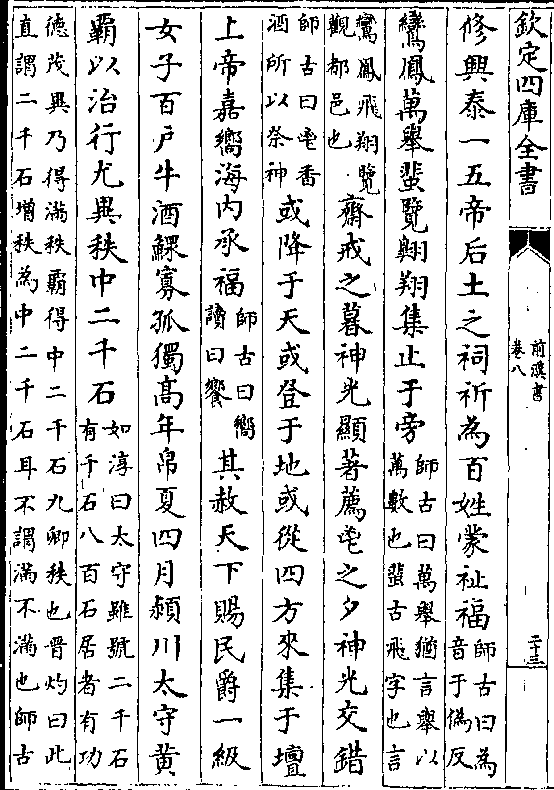 欽定四庫全書
前漢書
卷八
二十三
修興泰一五帝后土之祠祈為百姓蒙祉福
師古曰為
音于偽反
鸞鳳萬舉蜚覽翺翔集止于旁
師古曰萬舉猶言舉以
萬數也蜚古飛字也言
鸞鳳飛翔覽
觀都邑也
齋戒之暮神光顯著薦鬯之夕神光交錯
師古曰鬯香
酒所以祭神
或降于天或登于地或從四方來集于壇
上帝嘉嚮海內承福
師古曰嚮
讀曰饗
其赦天下賜民爵一級
女子百戶牛酒鰥寡孤獨高年帛夏四月潁川太守黄
霸以治行尤異秩中二千石
如淳曰太守雖號二千石
有千石八百石居者有功
德茂異乃得滿秩霸得中二千石九卿秩也晋灼曰此
直謂二千石增秩為中二千石耳不謂滿不滿也師古